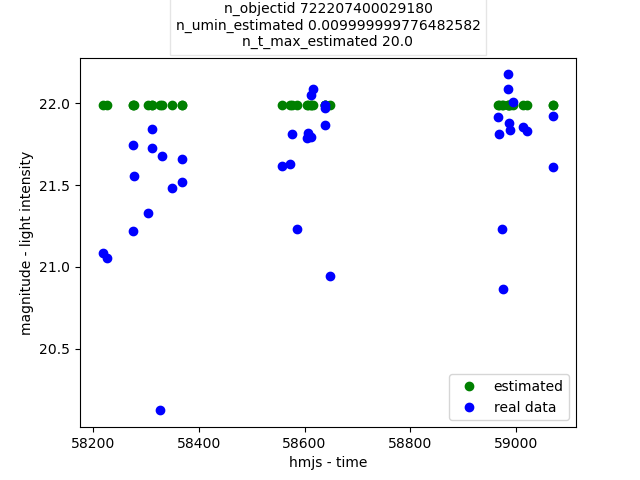 n_objectid 722207400029180
n_umin_estimated 0.009999999776482582
n_t_max_estimated 20.0
22.0
21.5
21.0
20.5
magnitude - light intensity
58200 58400 58600 58800 59000
hmjs - time
estimated
real data